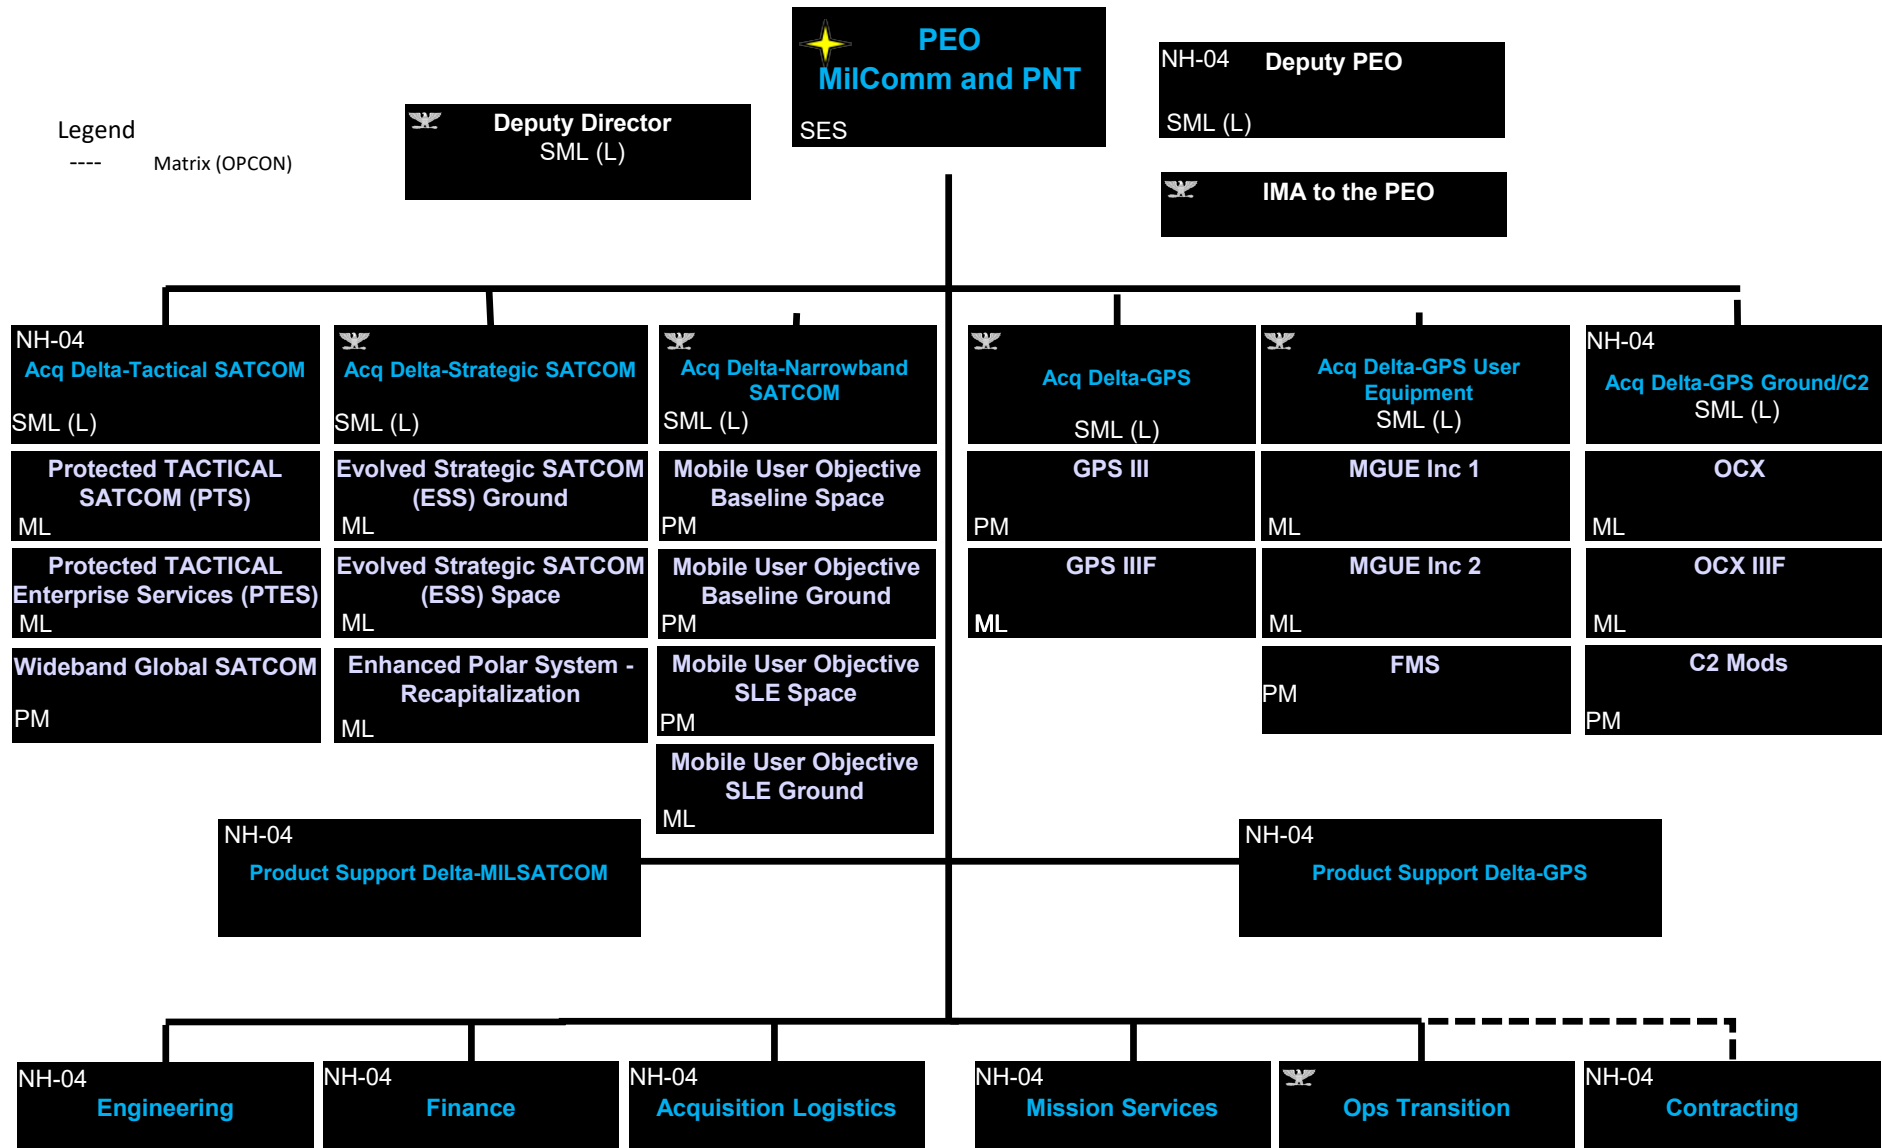 PEO
MilComm and PNT
SES
NH-04 Deputy PEO
SML (L)
Deputy Director
SML (L)
Legend
---- Matrix (OPCON)
IMA to the PEO
NH-04
Acq Delta-Tactical SATCOM
SML (L)
Acq Delta-Strategic SATCOM
SML (L)
Acq Delta-Narrowband
SATCOM
SML (L)
Acq Delta-GPS
SML (L)
Acq Delta-GPS User
Equipment
SML (L)
NH-04
Acq Delta-GPS Ground/C2
SML (L)
Protected TACTICAL
SATCOM (PTS)
ML
Evolved Strategic SATCOM
(ESS) Ground
ML
Mobile User Objective
Baseline Space
PM
GPS III
PM
MGUE Inc 1
ML
OCX
ML
Protected TACTICAL
Enterprise Services (PTES)
ML
Evolved Strategic SATCOM
(ESS) Space
ML
Mobile User Objective
Baseline Ground
PM
GPS IIIF
ML
MGUE Inc 2
ML
OCX IIIF
ML
Wideband Global SATCOM
PM
Enhanced Polar System -
Recapitalization
ML
Mobile User Objective
SLE Space
PM
FMS
PM
C2 Mods
PM
Mobile User Objective
SLE Ground
ML
NH-04
Product Support Delta-MILSATCOM
NH-04
Product Support Delta-GPS
NH-04
Engineering
NH-04
Finance
NH-04
Acquisition Logistics
NH-04
Mission Services
Ops Transition
NH-04
Contracting